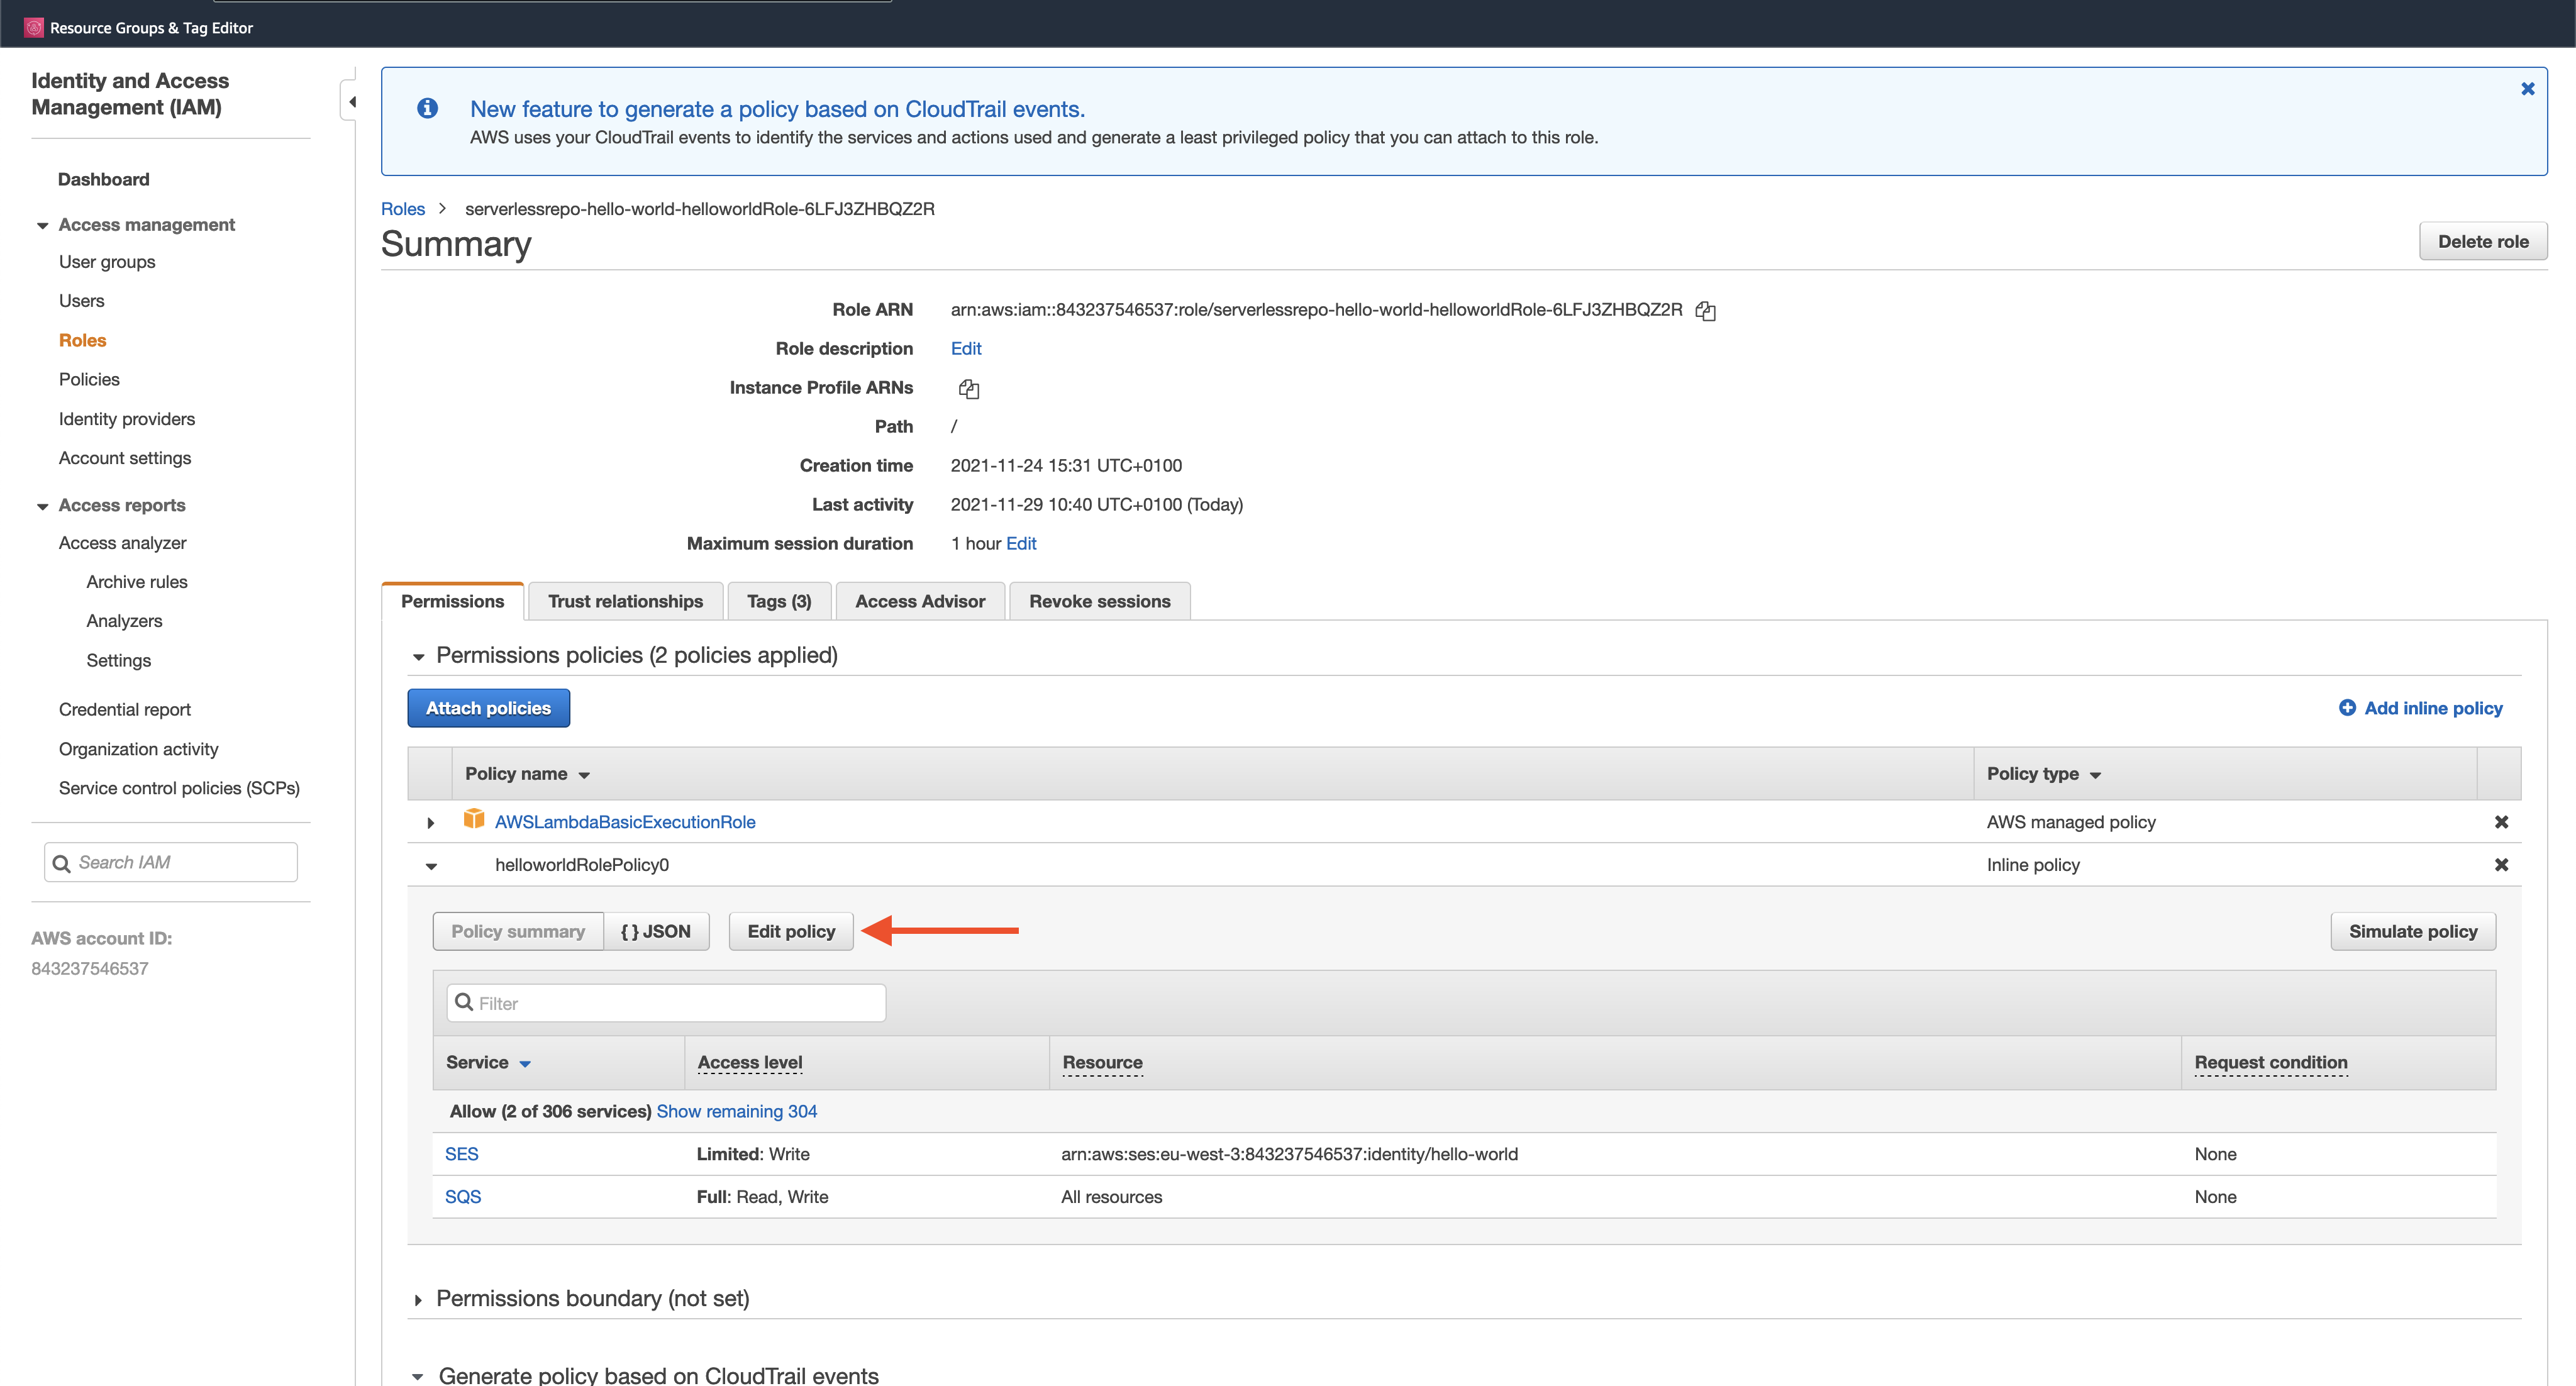 Resource Groups & Tag Editor
Identity and Access
Management (IAM)
Dashboard
Access management
User groups
Users
Roles
Policies
Identity providers
Account settings
Access reports
Access analyzer
Archive rules
Analyzers
Settings
Credential report
Organization activity
Service control policies (SCPs)
Search IAM
AWS account ID:
843237546537
New feature to generate a policy based on CloudTrail events.
AWS uses your CloudTrail events to identify the services and actions used and generate a least privileged policy that you can attach to this role.
Roles > serverlessrepo-hello-world-helloworldRole-6LFJ3ZHBQZ2R
Summary
Delete role
Role ARN arn:aws:iam::843237546537:role/serverlessrepo-hello-world-helloworldRole-6LFJ3ZHBQZ2R
Role description Edit
Instance Profile ARNs
Path /
Creation time 2021-11-24 15:31 UTC+0100
Last activity 2021-11-29 10:40 UTC+0100 (Today)
Maximum session duration 1 hour Edit
Permissions Trust relationships Tags (3) Access Advisor Revoke sessions
Permissions policies (2 policies applied)
Attach policies Add inline policy
Policy name Policy type
AWSLambdaBasicExecutionRole AWS managed policy
helloworldRolePolicy0 Inline policy
Policy summary { } JSON Edit policy Simulate policy
Filter
Service Access level Resource Request condition
Allow (2 of 306 services) Show remaining 304
SES Limited: Write arn:aws:ses:eu-west-3:843237546537:identity/hello-world None
SQS Full: Read, Write All resources None
Permissions boundary (not set)
Generate policy based on CloudTrail events